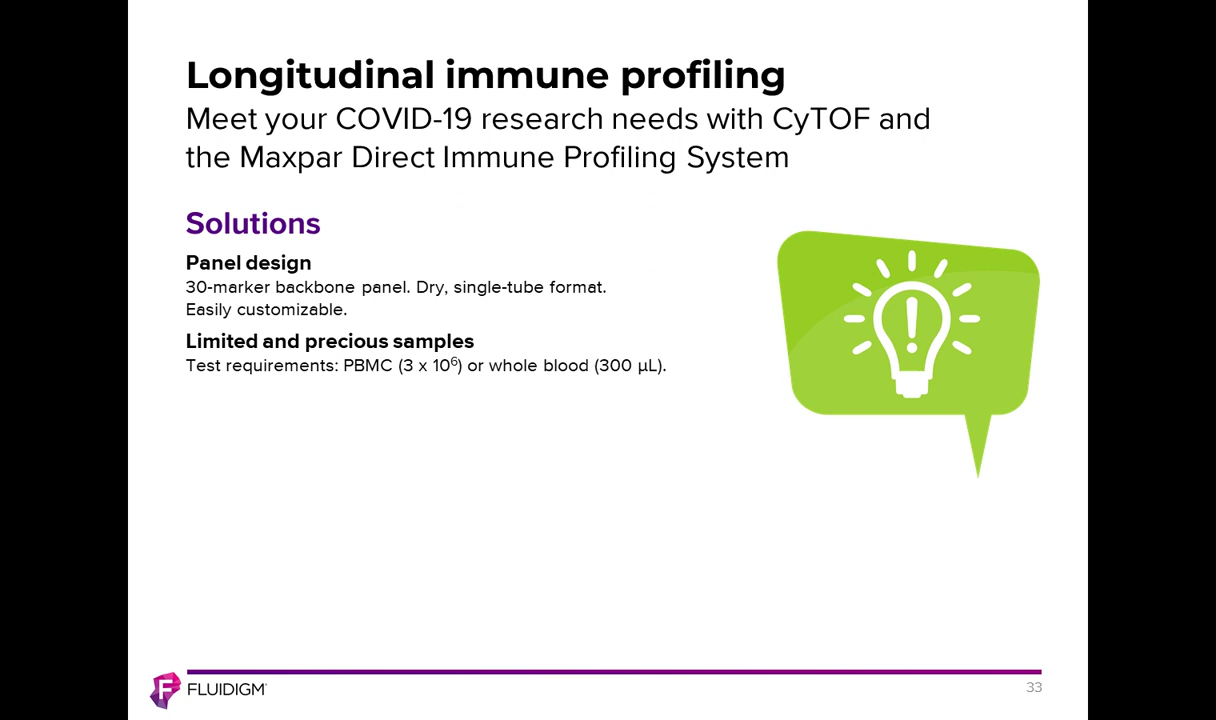 Longitudinal immune profiling
Meet your COVID-19 research needs with CyTOF and
the Maxpar Direct Immune Profiling System
Solutions
Panel design
30-marker backbone panel. Dry, single-tube format.
Easily customizable.
Limited and precious samples
Test requirements: PBMC (3 x 10⁶) or whole blood (300 µL).
FLUIDIGM
33